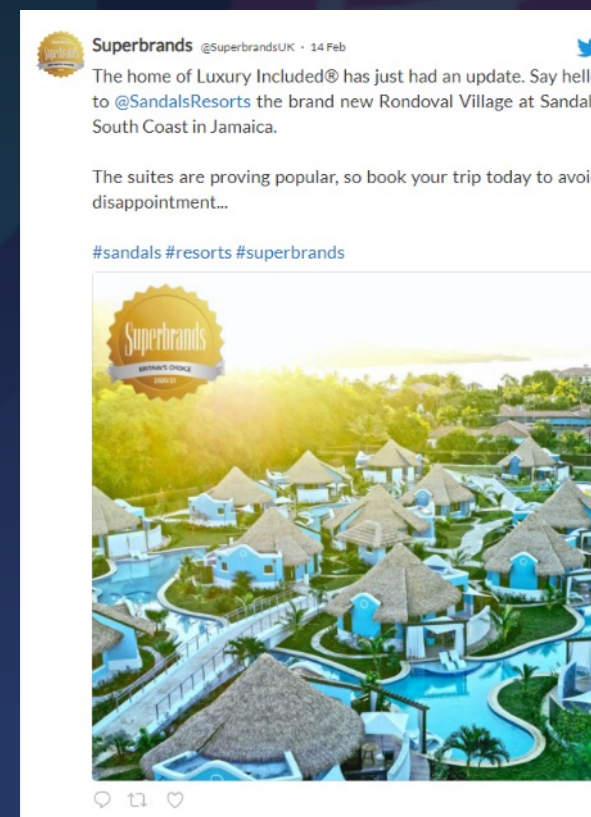 Superbrands @SuperbrandsUK · 14 Feb
The home of Luxury Included® has just had an update. Say hell
to @SandalsResorts the brand new Rondoval Village at Sandal
South Coast in Jamaica.
The suites are proving popular, so book your trip today to avoi
disappointment...
#sandals #resorts #superbrands
Superbrands
BRITAIN'S CHOICE
2020-21